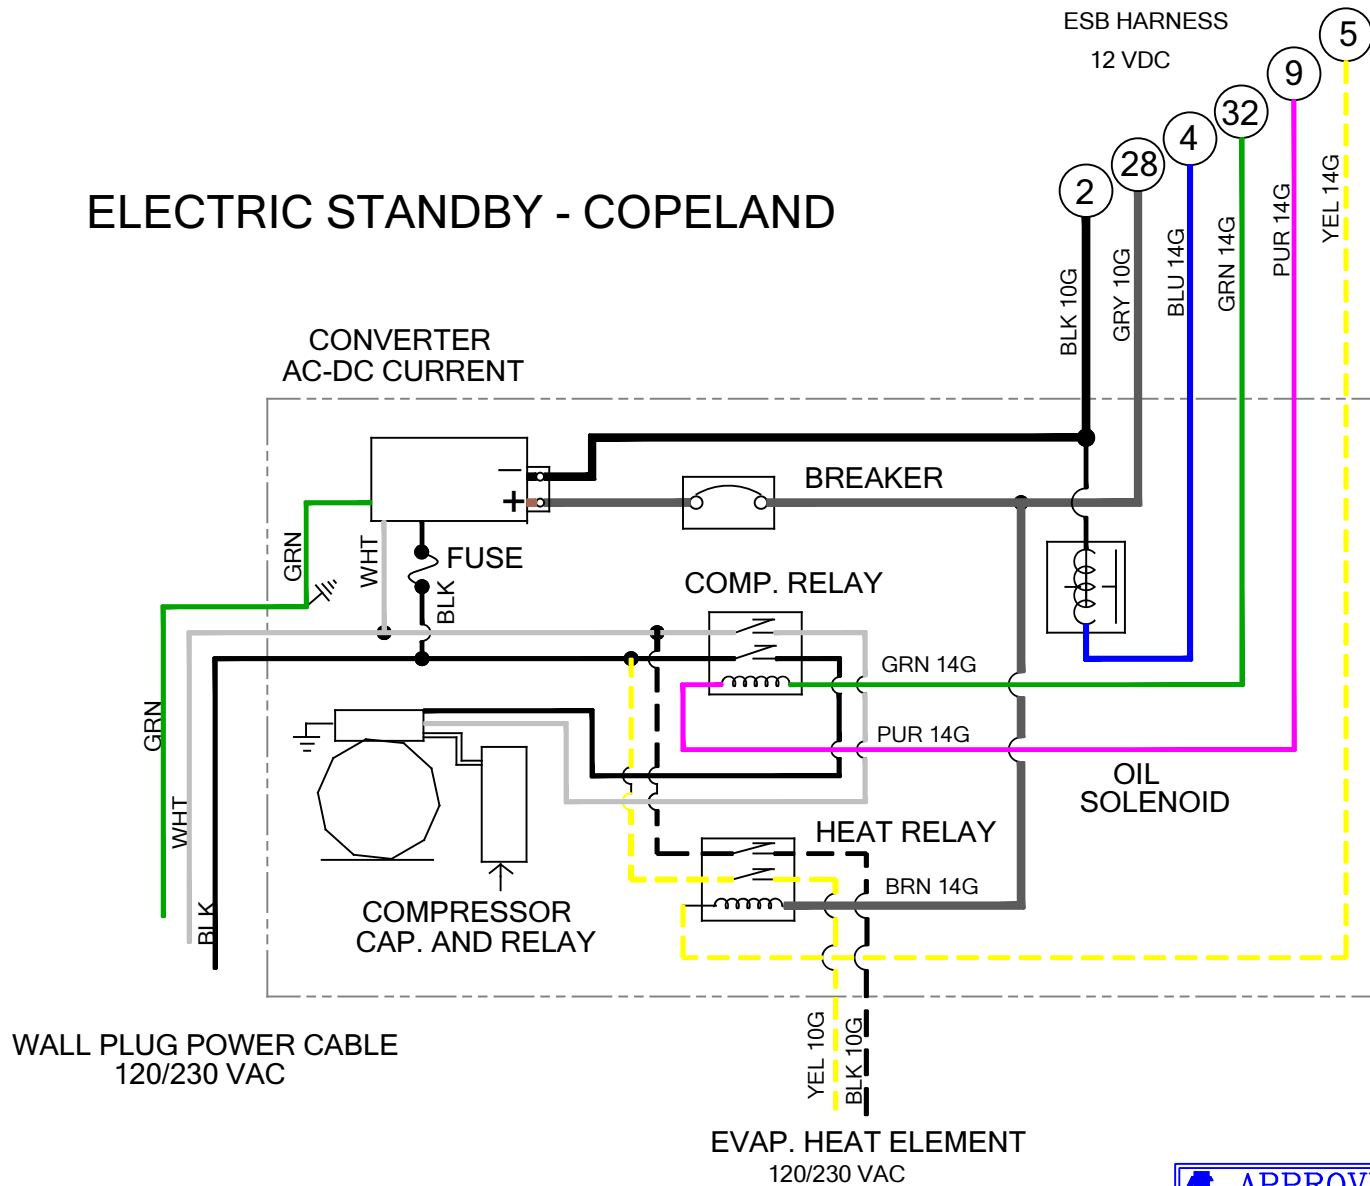 ESB HARNESS
12 VDC
5
9
32
4
28
2
ELECTRIC STANDBY - COPELAND
BLK 10G
GRY 10G
BLU 14G
GRN 14G
PUR 14G
YEL 14G
CONVERTER
AC-DC CURRENT
BREAKER
GRN
WHT
FUSE
BLK
COMP. RELAY
GRN 14G
PUR 14G
GRN
WHT
BLK
OIL
SOLENOID
HEAT RELAY
BRN 14G
COMPRESSOR
CAP. AND RELAY
WALL PLUG POWER CABLE
120/230 VAC
YEL 10G
BLK 10G
EVAP. HEAT ELEMENT
120/230 VAC